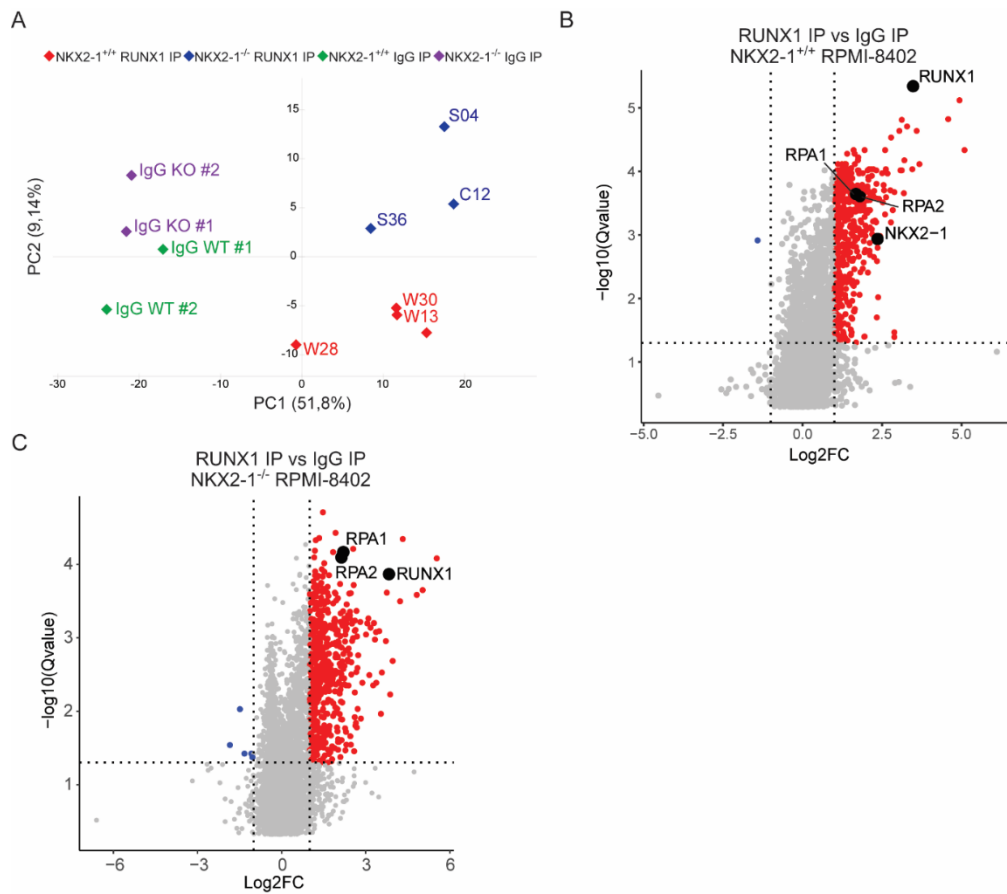 A
NKX2-1+/+ RUNX1 IP NKX2-1-/- RUNX1 IP NKX2-1+/+ IgG IP NKX2-1-/- IgG IP
15
S04
10
IgG KO #2
5
C12
IgG KO #1
S36
IgG WT #1
0
-5
IgG WT #2
W30
W13
W28
-10
-30 -20 -10 0 10 20
PC1 (51,8%)
PC2 (9,14%)
B
RUNX1 IP vs IgG IP
NKX2-1+/+ RPMI-8402
RUNX1
5
RPA1
4
RPA2
NKX2-1
3
2
1
-5.0 -2.5 0.0 2.5 5.0
Log2FC
-log10(Qvalue)
C
RUNX1 IP vs IgG IP
NKX2-1-/- RPMI-8402
RPA1
4
RPA2 RUNX1
3
2
1
-6 -3 0 3 6
Log2FC
-log10(Qvalue)